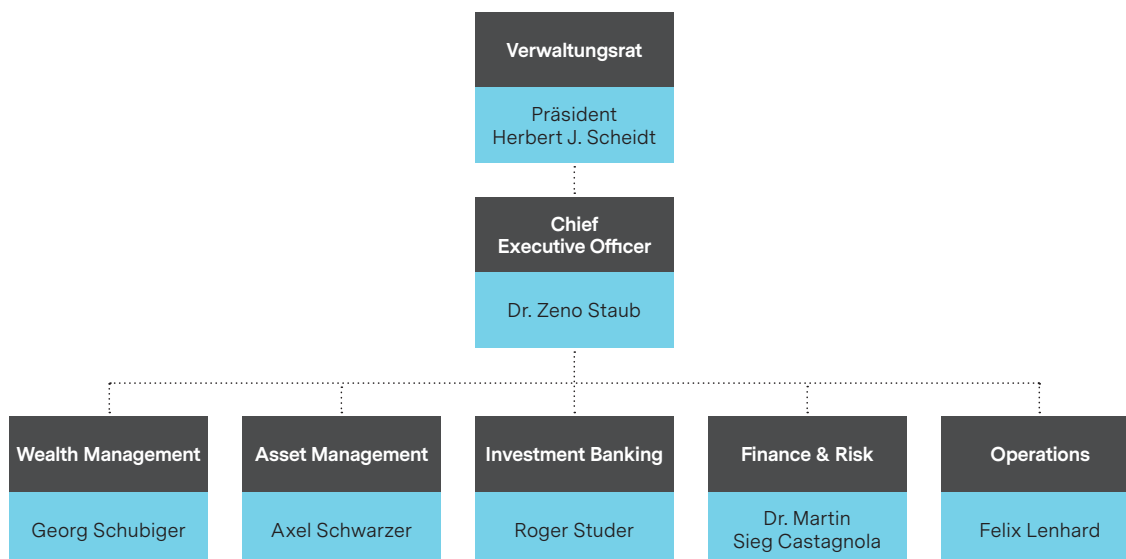 Verwaltungsrat
Präsident
Herbert J. Scheidt
Chief
Executive Officer
Dr. Zeno Staub
Wealth Management
Georg Schubiger
Asset Management
Axel Schwarzer
Investment Banking
Roger Studer
Finance & Risk
Dr. Martin
Sieg Castagnola
Operations
Felix Lenhard